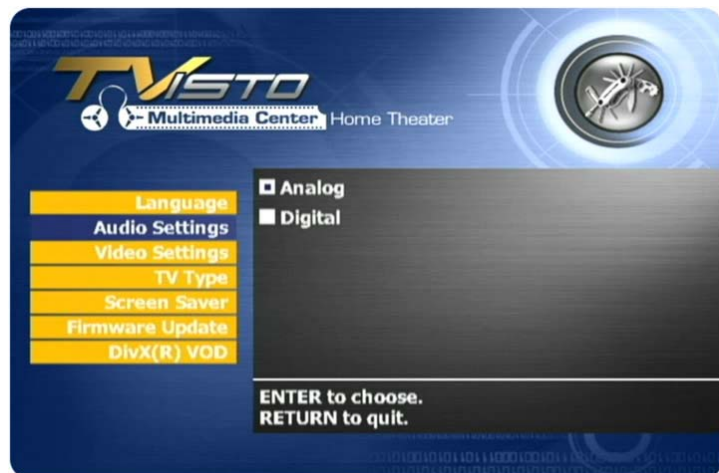 TVISTO
Multimedia Center Home Theater
Language
Audio Settings
Video Settings
TV Type
Screen Saver
Firmware Update
DivX(R) VOD
Analog
Digital
ENTER to choose.
RETURN to quit.